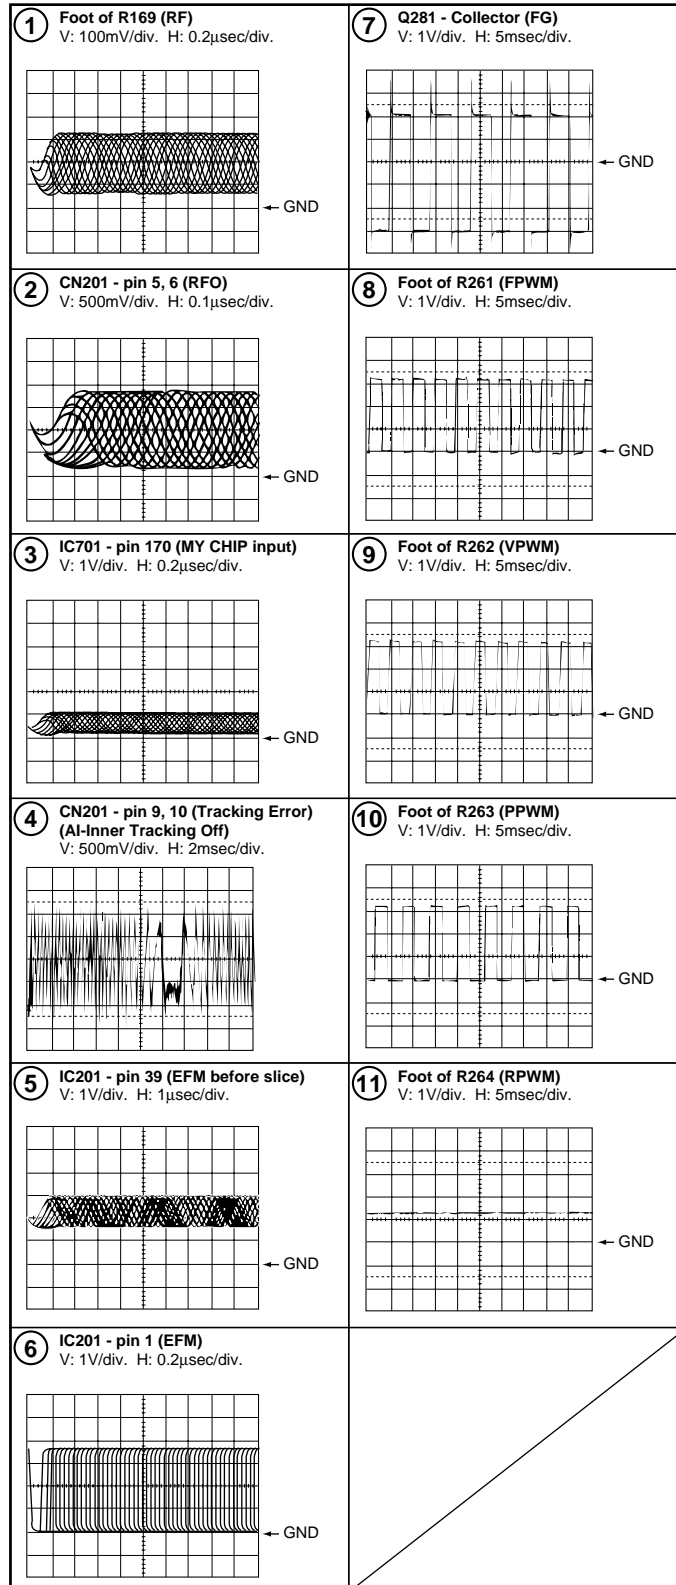 1 Foot of R169 (RF)
V: 100mV/div. H: 0.2µsec/div.
GND
2 CN201 - pin 5, 6 (RFO)
V: 500mV/div. H: 0.1µsec/div.
GND
3 IC701 - pin 170 (MY CHIP input)
V: 1V/div. H: 0.2µsec/div.
GND
4 CN201 - pin 9, 10 (Tracking Error)
(Al-Inner Tracking Off)
V: 500mV/div. H: 2msec/div.
5 IC201 - pin 39 (EFM before slice)
V: 1V/div. H: 1µsec/div.
GND
6 IC201 - pin 1 (EFM)
V: 1V/div. H: 0.2µsec/div.
GND
7 Q281 - Collector (FG)
V: 1V/div. H: 5msec/div.
GND
8 Foot of R261 (FPWM)
V: 1V/div. H: 5msec/div.
GND
9 Foot of R262 (VPWM)
V: 1V/div. H: 5msec/div.
GND
10 Foot of R263 (PPWM)
V: 1V/div. H: 5msec/div.
GND
11 Foot of R264 (RPWM)
V: 1V/div. H: 5msec/div.
GND